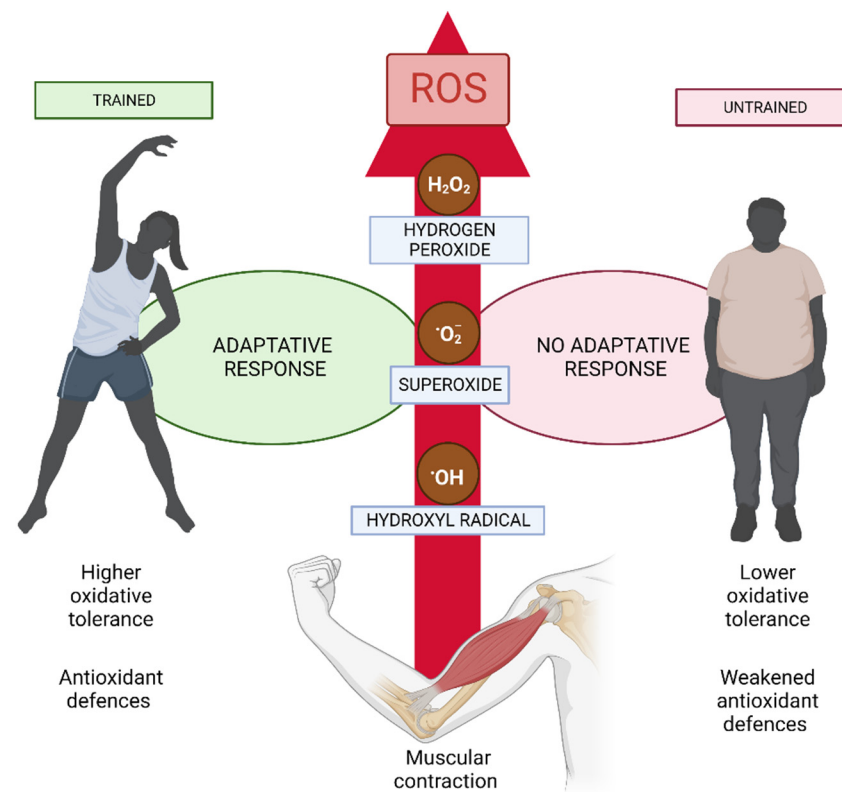 ROS
TRAINED
UNTRAINED
H₂O₂
HYDROGEN
PEROXIDE
ADAPTATIVE
RESPONSE
·O₂⁻
SUPEROXIDE
NO ADAPTATIVE
RESPONSE
·OH
HYDROXYL RADICAL
Higher
oxidative
tolerance
Antioxidant
defences
Lower
oxidative
tolerance
Weakened
antioxidant
defences
Muscular
contraction